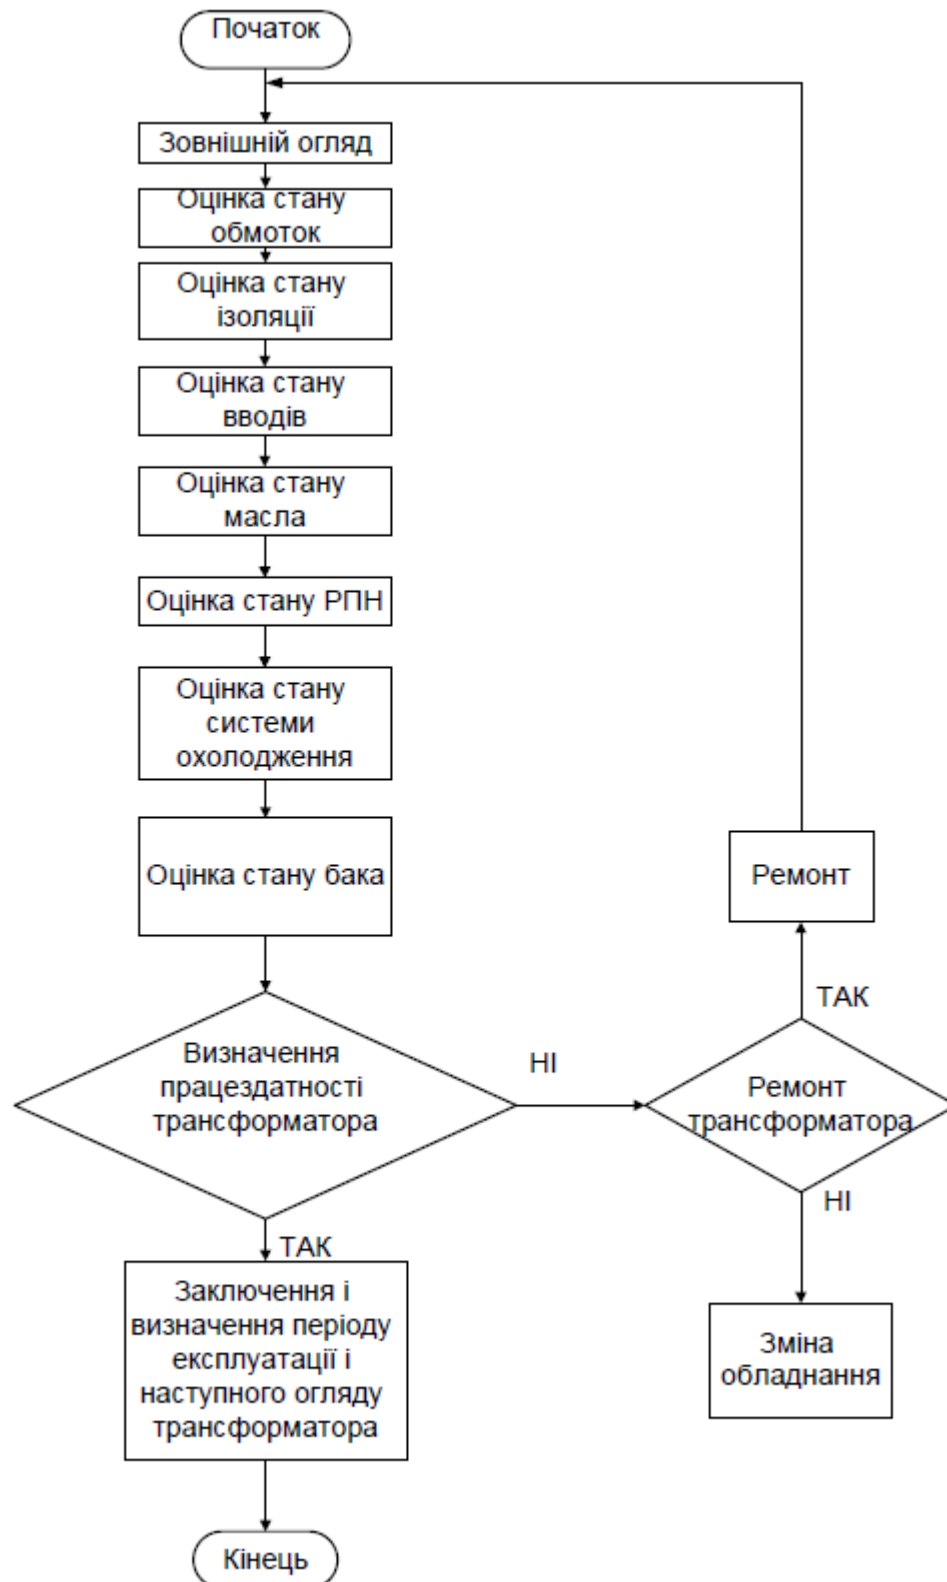 Початок
Зовнішній огляд
Оцінка стану
обмоток
Оцінка стану
ізоляції
Оцінка стану
вводів
Оцінка стану
масла
Оцінка стану РПН
Оцінка стану
системи
охолодження
Оцінка стану бака
Ремонт
ТАК
Визначення
працездатності
трансформатора
НІ
Ремонт
трансформатора
НІ
ТАК
Заключення і
визначення періоду
експлуатації і
наступного огляду
трансформатора
Зміна
обладнання
Кінець